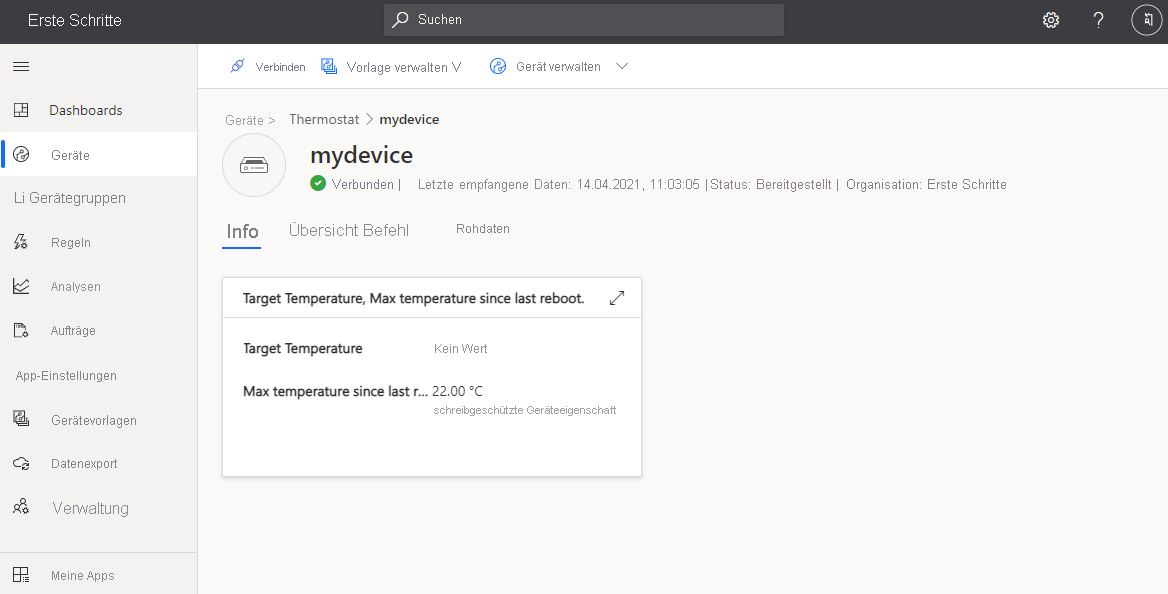 Erste Schritte
Suchen
Verbinden
Vorlage verwalten V
Gerät verwalten
Dashboards
Geräte
Li Gerätegruppen
Regeln
Analysen
Aufträge
App-Einstellungen
Gerätevorlagen
Datenexport
Verwaltung
Meine Apps
Geräte > Thermostat > mydevice
mydevice
Verbunden | Letzte empfangene Daten: 14.04.2021, 11:03:05 | Status: Bereitgestellt | Organisation: Erste Schritte
Info Übersicht Befehl Rohdaten
Target Temperature, Max temperature since last reboot.
Target Temperature Kein Wert
Max temperature since last r... 22.00 °C
schreibgeschützte Geräteeigenschaft